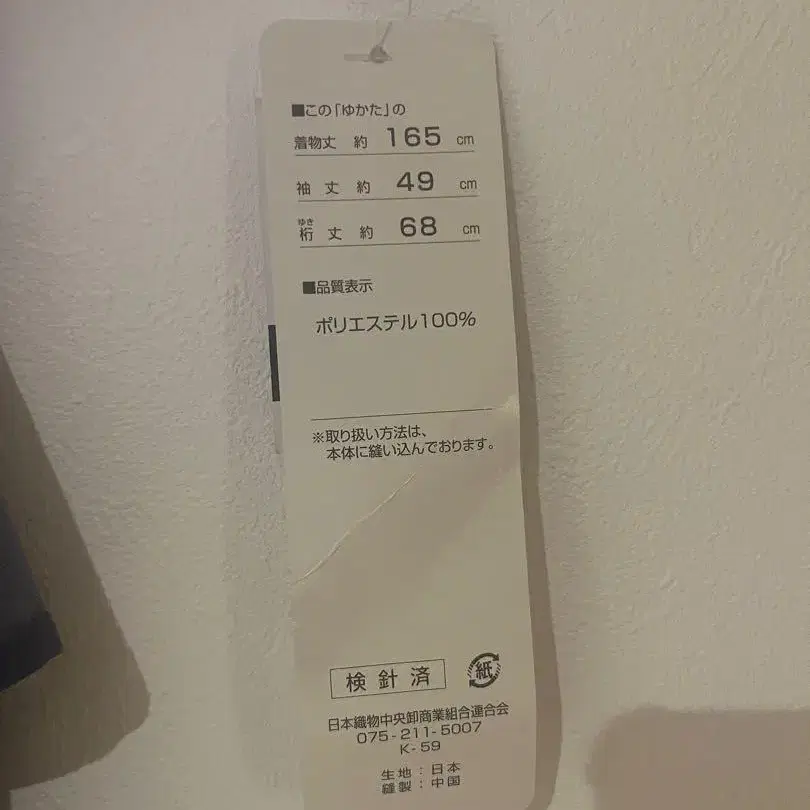 ■この「ゆかた」の
着物丈 約 165 cm
袖丈 約 49 cm
ゆき
裄丈 約 68 cm
■品質表示
ポリエステル100%
※取り扱い方法は、
本体に縫い込んでおります。
検針済
紙
日本織物中央卸商業組合連合会
075-211-5007
K-59
生地：日本
縫製：中国